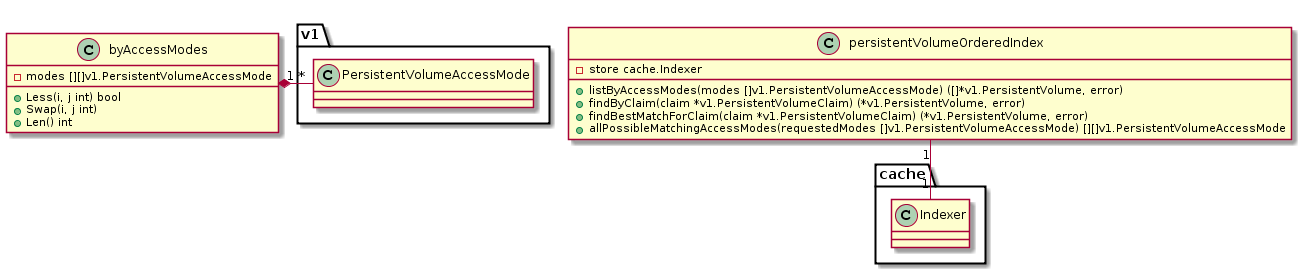 C byAccessModes
modes [][]v1.PersistentVolumeAccessMode
Less(i, j int) bool
Swap(i, j int)
Len() int
1
*
v1
C PersistentVolumeAccessMode
C persistentVolumeOrderedIndex
store cache.Indexer
listByAccessModes(modes []v1.PersistentVolumeAccessMode) ([]*v1.PersistentVolume, error)
findByClaim(claim *v1.PersistentVolumeClaim) (*v1.PersistentVolume, error)
findBestMatchForClaim(claim *v1.PersistentVolumeClaim) (*v1.PersistentVolume, error)
allPossibleMatchingAccessModes(requestedModes []v1.PersistentVolumeAccessMode) [][]v1.PersistentVolumeAccessMode
1
cache
1
C Indexer